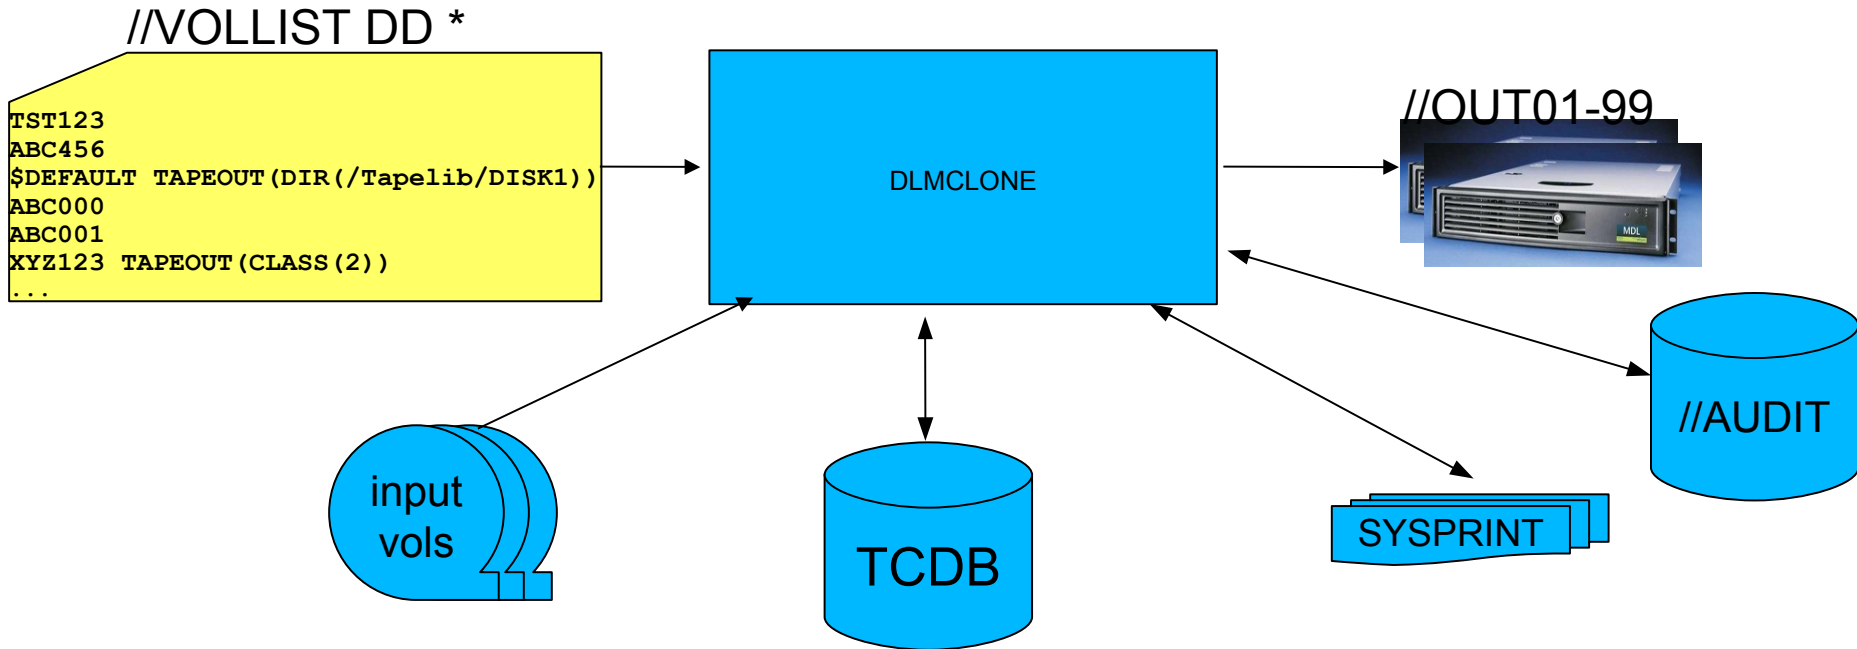 //VOLLIST DD *
TST123
ABC456
$DEFAULT TAPEOUT(DIR(/Tapelib/DISK1))
ABC000
ABC001
XYZ123 TAPEOUT(CLASS(2))
...
DLMCLONE
//OUT01-99
MDL
//AUDIT
input
vols
TCDB
SYSPRINT